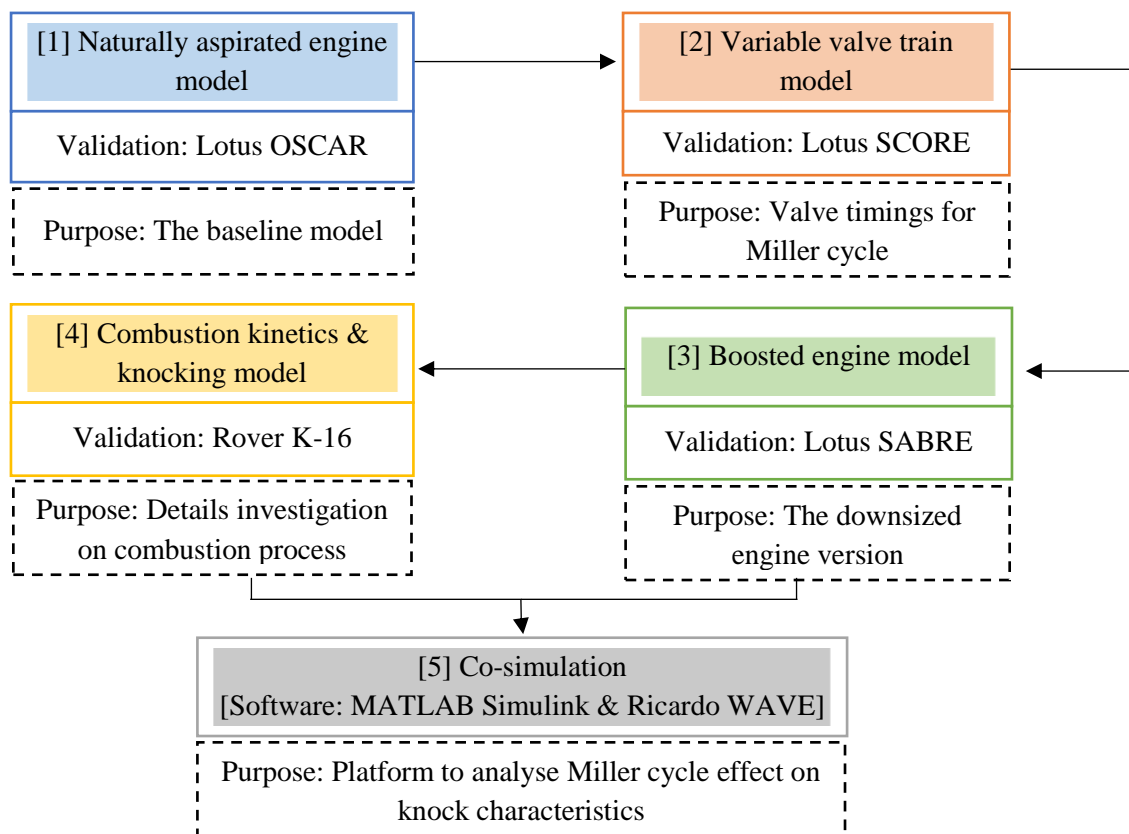 [1] Naturally aspirated engine
model
Validation: Lotus OSCAR
Purpose: The baseline model
[2] Variable valve train
model
Validation: Lotus SCORE
Purpose: Valve timings for
Miller cycle
[3] Boosted engine model
Validation: Lotus SABRE
Purpose: The downsized
engine version
[4] Combustion kinetics &
knocking model
Validation: Rover K-16
Purpose: Details investigation
on combustion process
[5] Co-simulation
[Software: MATLAB Simulink & Ricardo WAVE]
Purpose: Platform to analyse Miller cycle effect on
knock characteristics